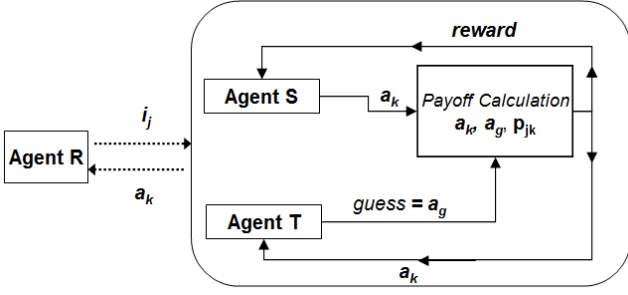 reward
Agent S
a_k
Payoff Calculation
a_k, a_g, p_jk
i_j
Agent R
a_k
Agent T
guess = a_g
a_k